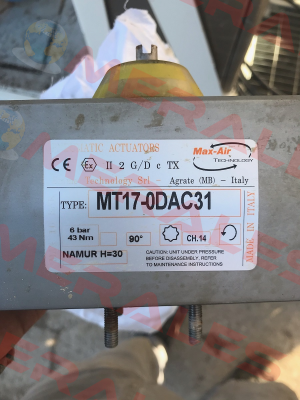 ATIC ACTUATORS
Max-Air
TECHNOLOGY
CE Ex II 2 G/D c TX
Technology Srl - Agrate (MB) - Italy
TYPE: MT17-0DAC31
6 bar
43 Nm
90°
CH.14
NAMUR H=30
CAUTION: UNIT UNDER PRESSURE
BEFORE DISASSEMBLY, REFER
TO MAINTENANCE INSTRUCTIONS
MADE IN ITALY